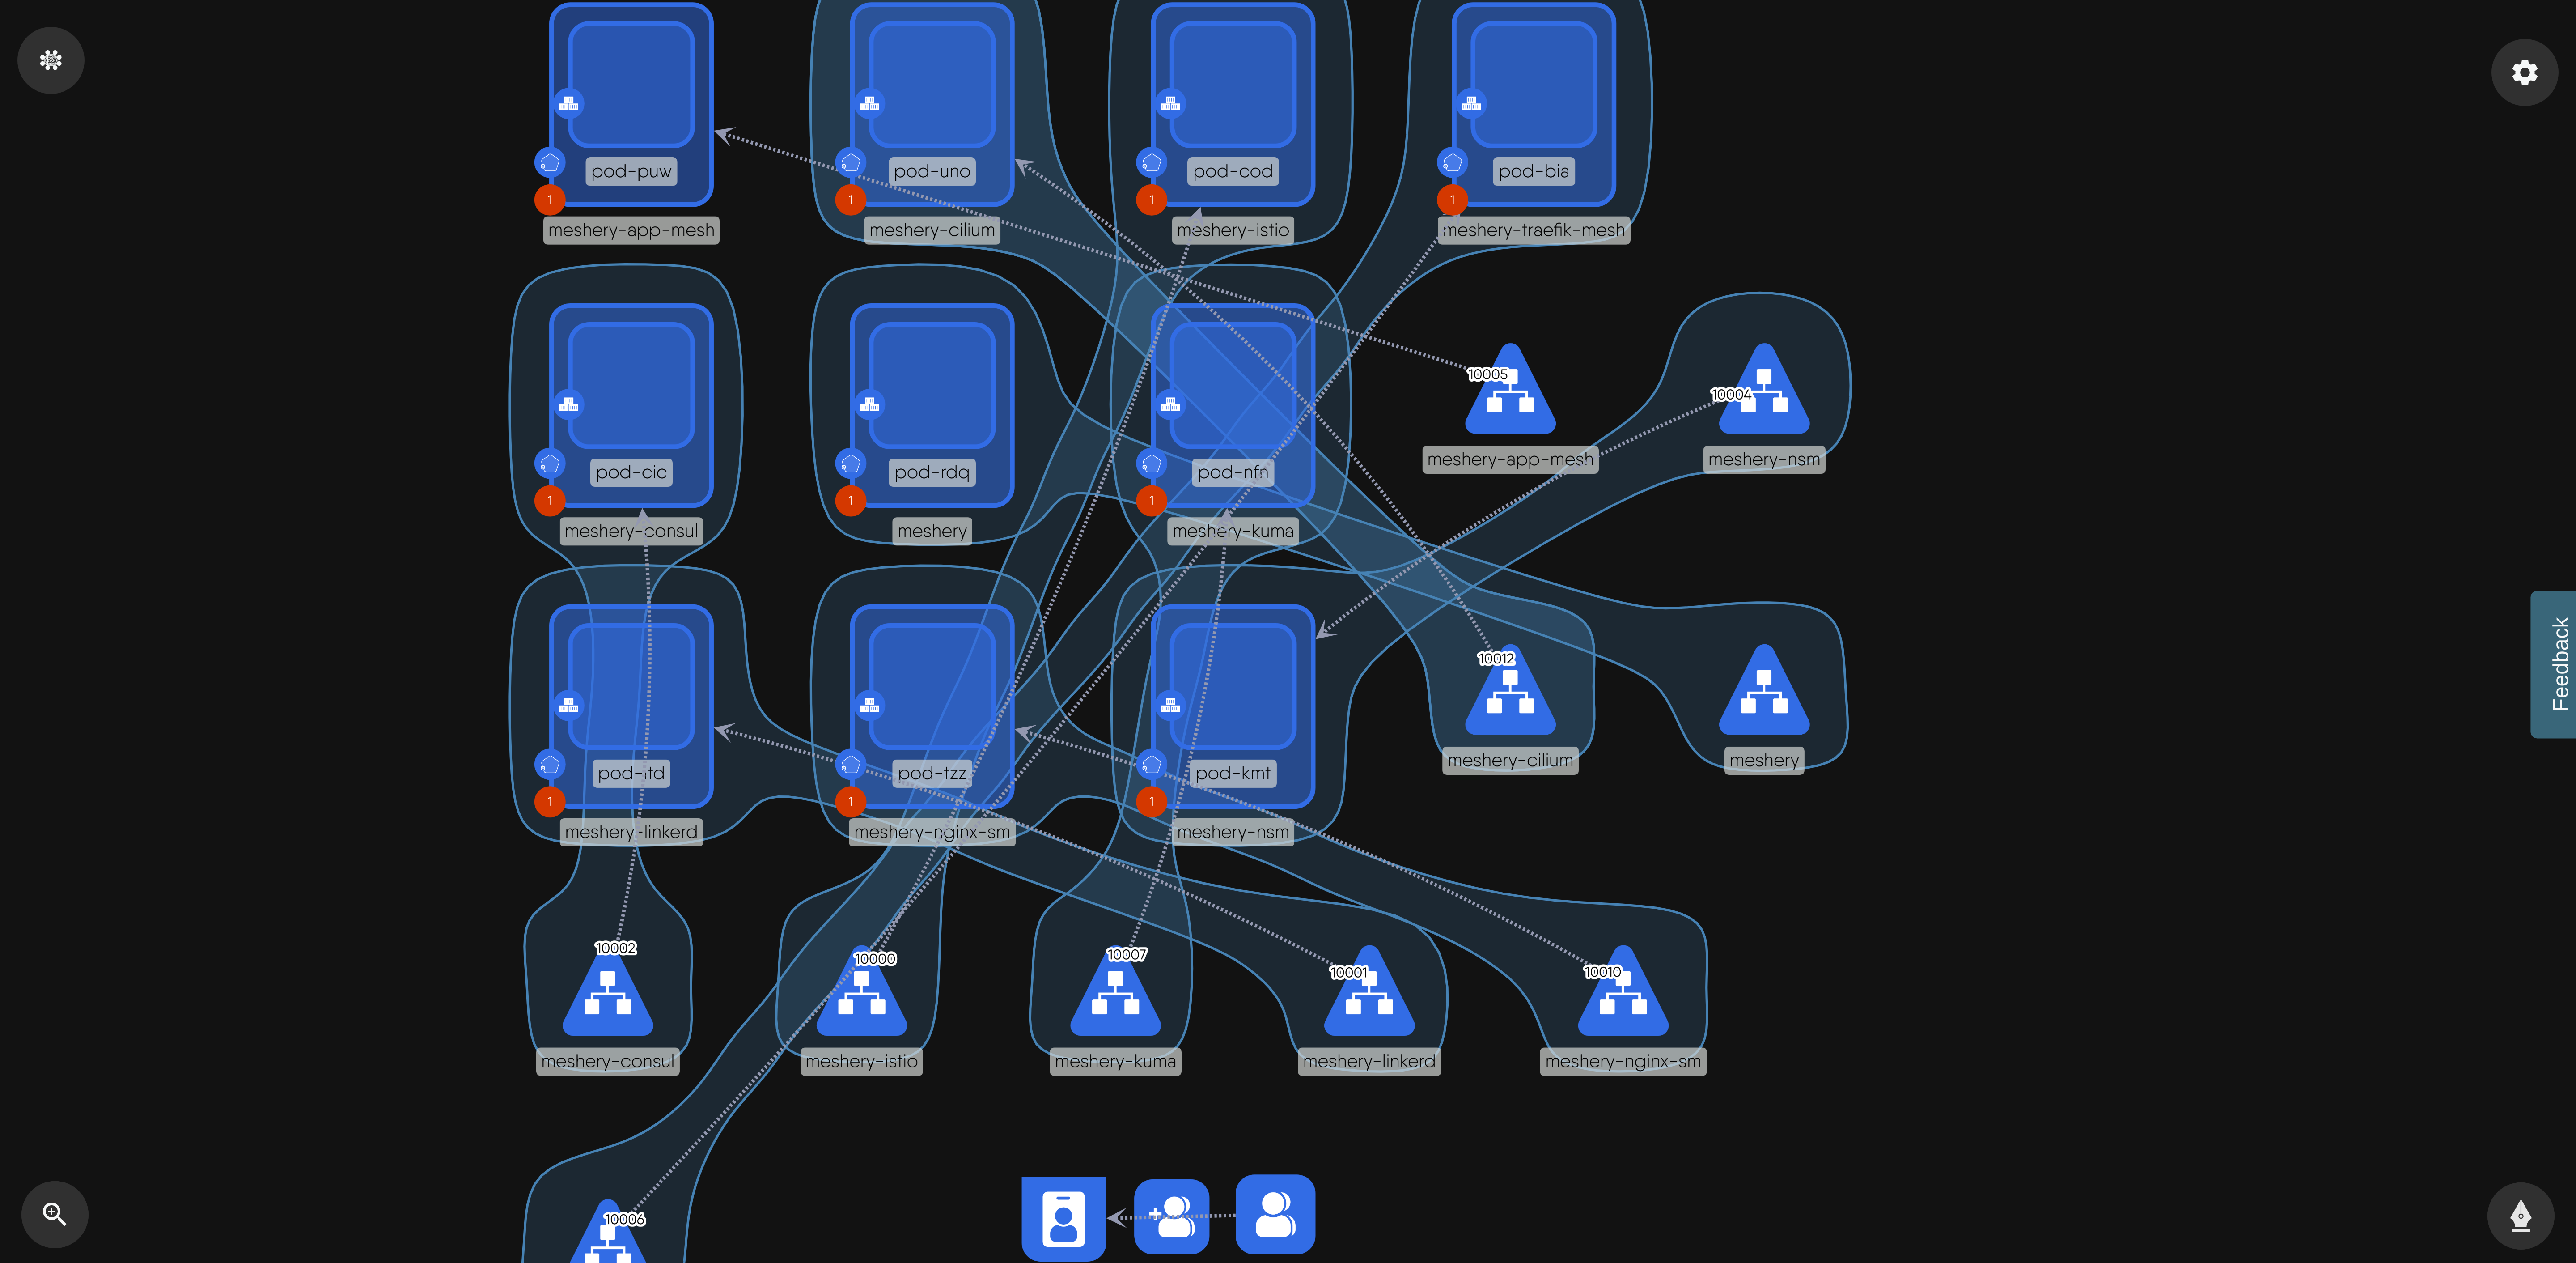 pod-puw
pod-uno
pod-cod
pod-bia
1
1
1
1
meshery-app-mesh
meshery-cilium
meshery-istio
meshery-traefik-mesh
10005
10004
meshery-app-mesh
meshery-nsm
pod-cic
pod-rdq
pod-nfn
1
1
1
meshery-consul
meshery
meshery-kuma
10012
meshery-cilium
meshery
Feedback
pod-itd
pod-tzz
pod-kmt
1
1
1
meshery-linkerd
meshery-nginx-sm
meshery-nsm
10002
10000
10007
10001
10010
meshery-consul
meshery-istio
meshery-kuma
meshery-linkerd
meshery-nginx-sm
10006